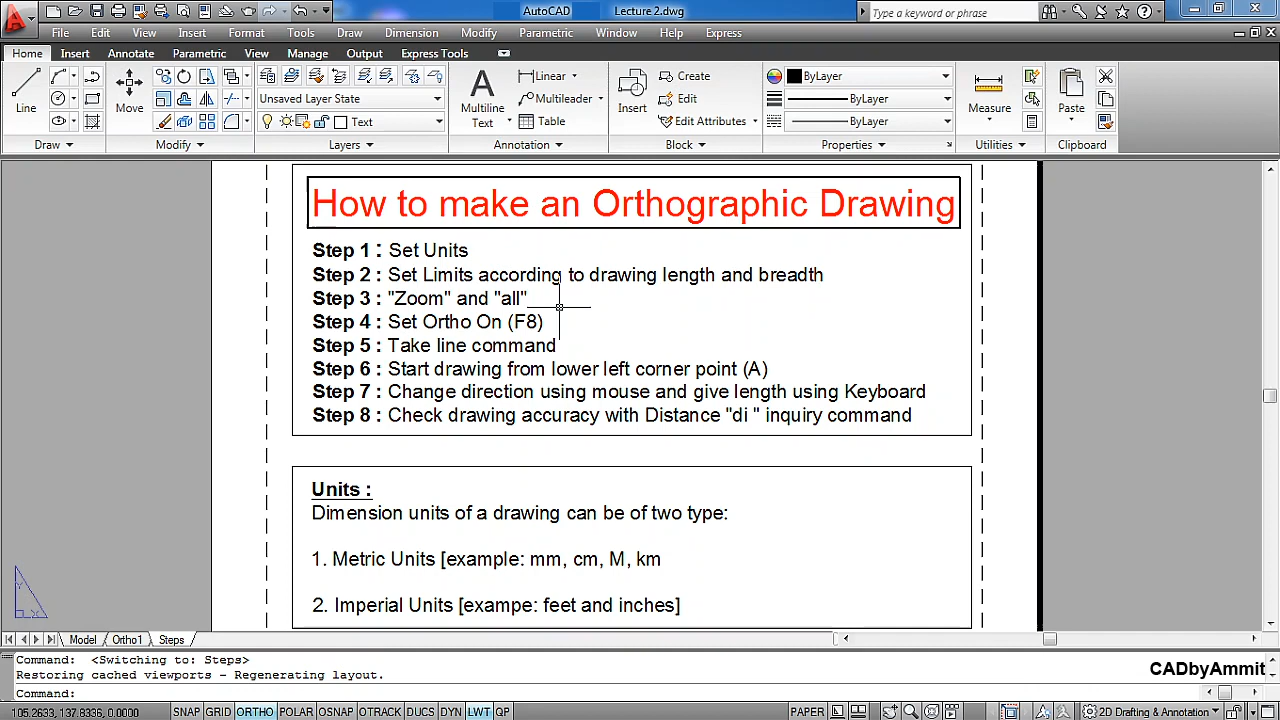 AutoCAD Lecture 2.dwg
Type a keyword or phrase
File Edit View Insert Format Tools Draw Dimension Modify Parametric Window Help Express
Home Insert Annotate Parametric View Manage Output Express Tools
Line Move Unsaved Layer State Text Multiline Text Linear Multileader Table Insert Create Edit Edit Attributes ByLayer ByLayer ByLayer Measure Paste
Draw Modify Layers Annotation Block Properties Utilities Clipboard
How to make an Orthographic Drawing
Step 1 : Set Units
Step 2 : Set Limits according to drawing length and breadth
Step 3 : "Zoom" and "all"
Step 4 : Set Ortho On (F8)
Step 5 : Take line command
Step 6 : Start drawing from lower left corner point (A)
Step 7 : Change direction using mouse and give length using Keyboard
Step 8 : Check drawing accuracy with Distance "di " inquiry command
Units :
Dimension units of a drawing can be of two type:
1. Metric Units [example: mm, cm, M, km
2. Imperial Units [exampe: feet and inches]
Y
X
Model Ortho1 Steps
Command: <Switching to: Steps>
Restoring cached viewports - Regenerating layout.
CADbyAmmit
Command:
105.2633, 137.8336, 0.0000 SNAP GRID ORTHO POLAR OSNAP OTRACK DUCS DYN LWT QP PAPER 2D Drafting & Annotation